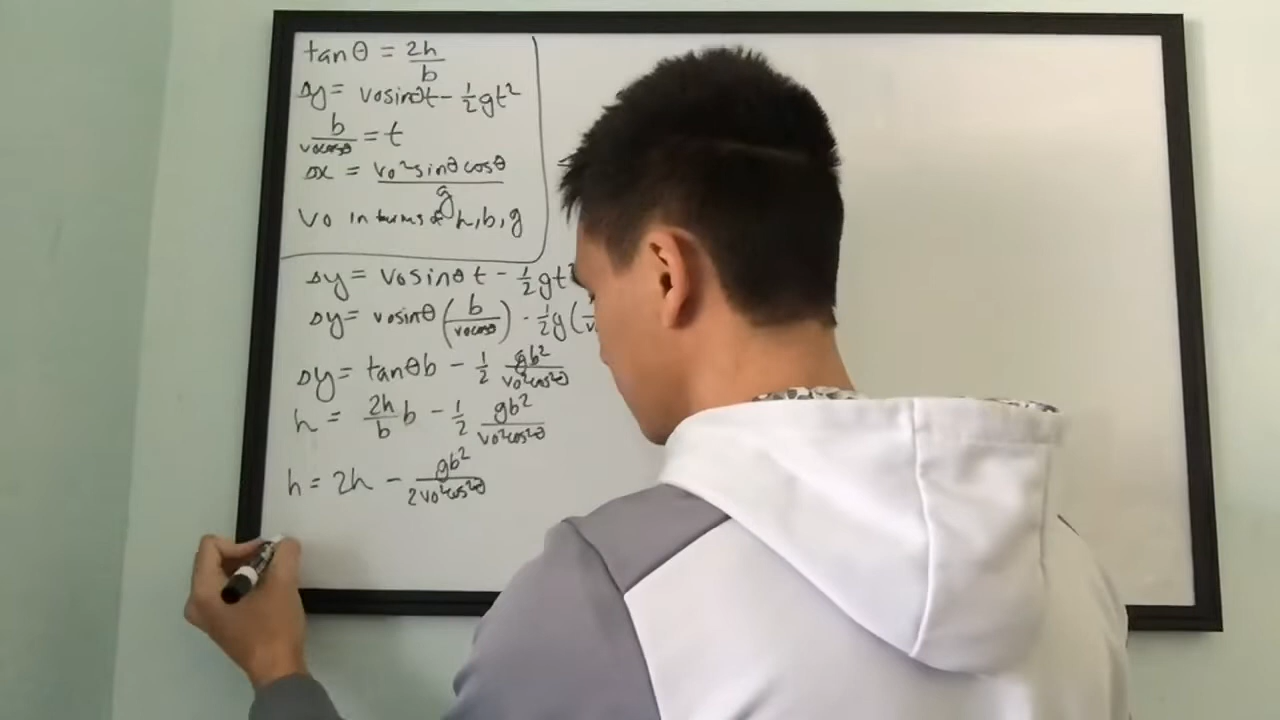 tanθ = 2h/b
Δy = v₀sinθt - ½gt²
b/v₀cosθ = t
Δx = v₀²sinθcosθ/g
v₀ in terms of h, b, g
Δy = v₀sinθt - ½gt²
Δy = v₀sinθ(b/v₀cosθ) - ½g(
Δy = tanθb - ½ gb²/v₀²cos²θ
h = 2h/b b - ½ gb²/v₀²cos²θ
h = 2h - gb²/2v₀²cos²θ